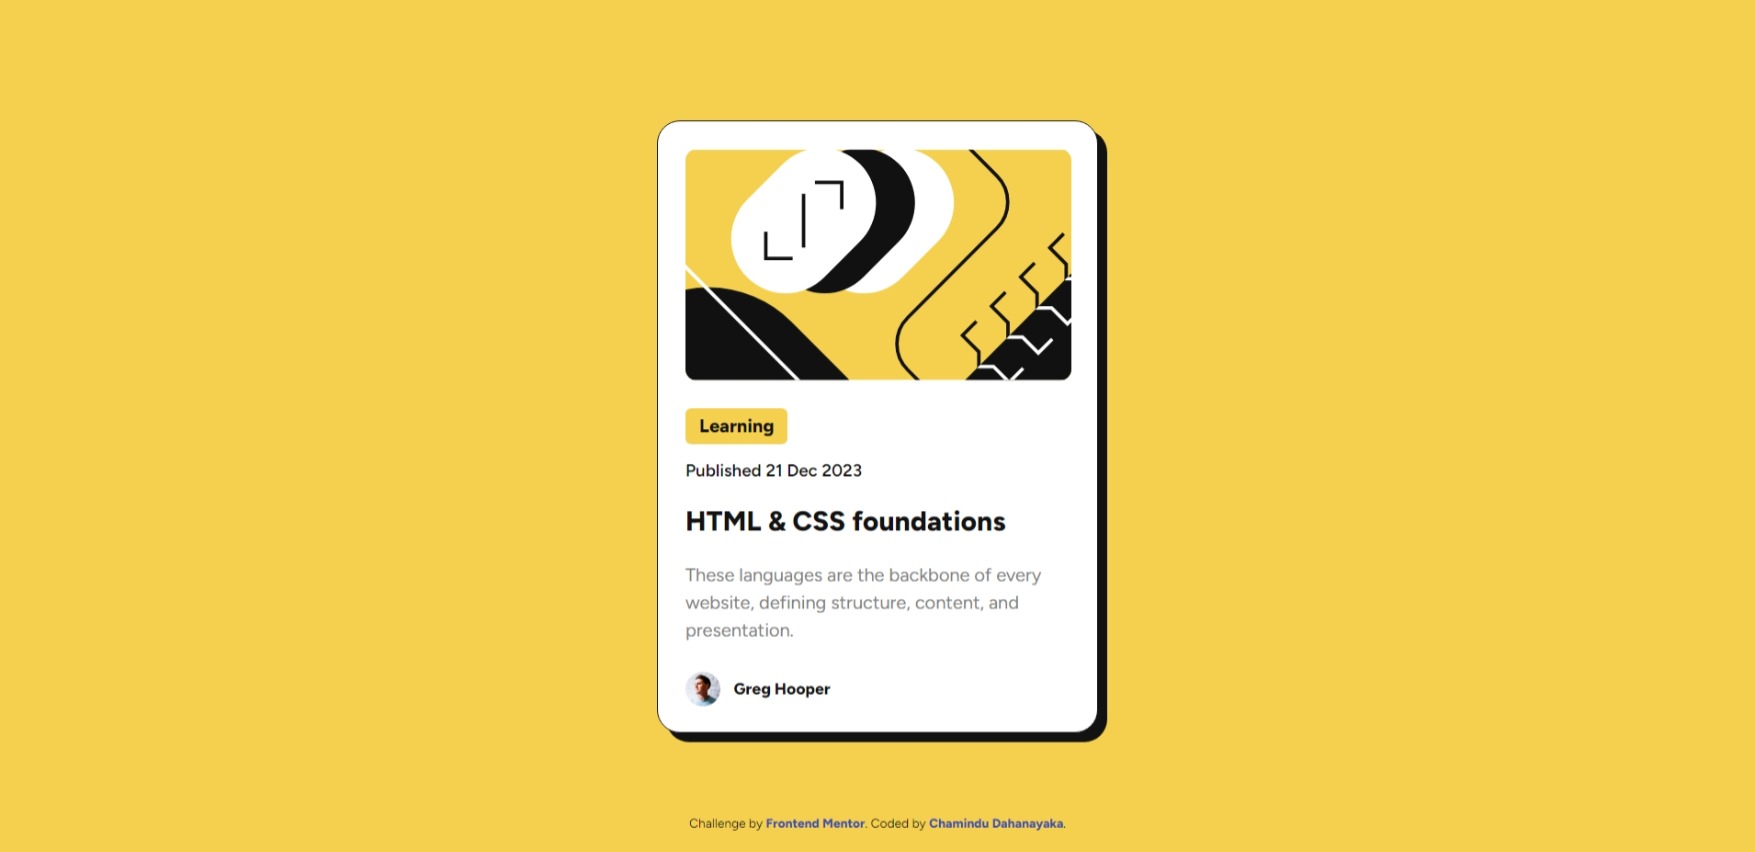 Learning
Published 21 Dec 2023
HTML & CSS foundations
These languages are the backbone of every
website, defining structure, content, and
presentation.
Greg Hooper
Challenge by Frontend Mentor. Coded by Chamindu Dahanayaka.